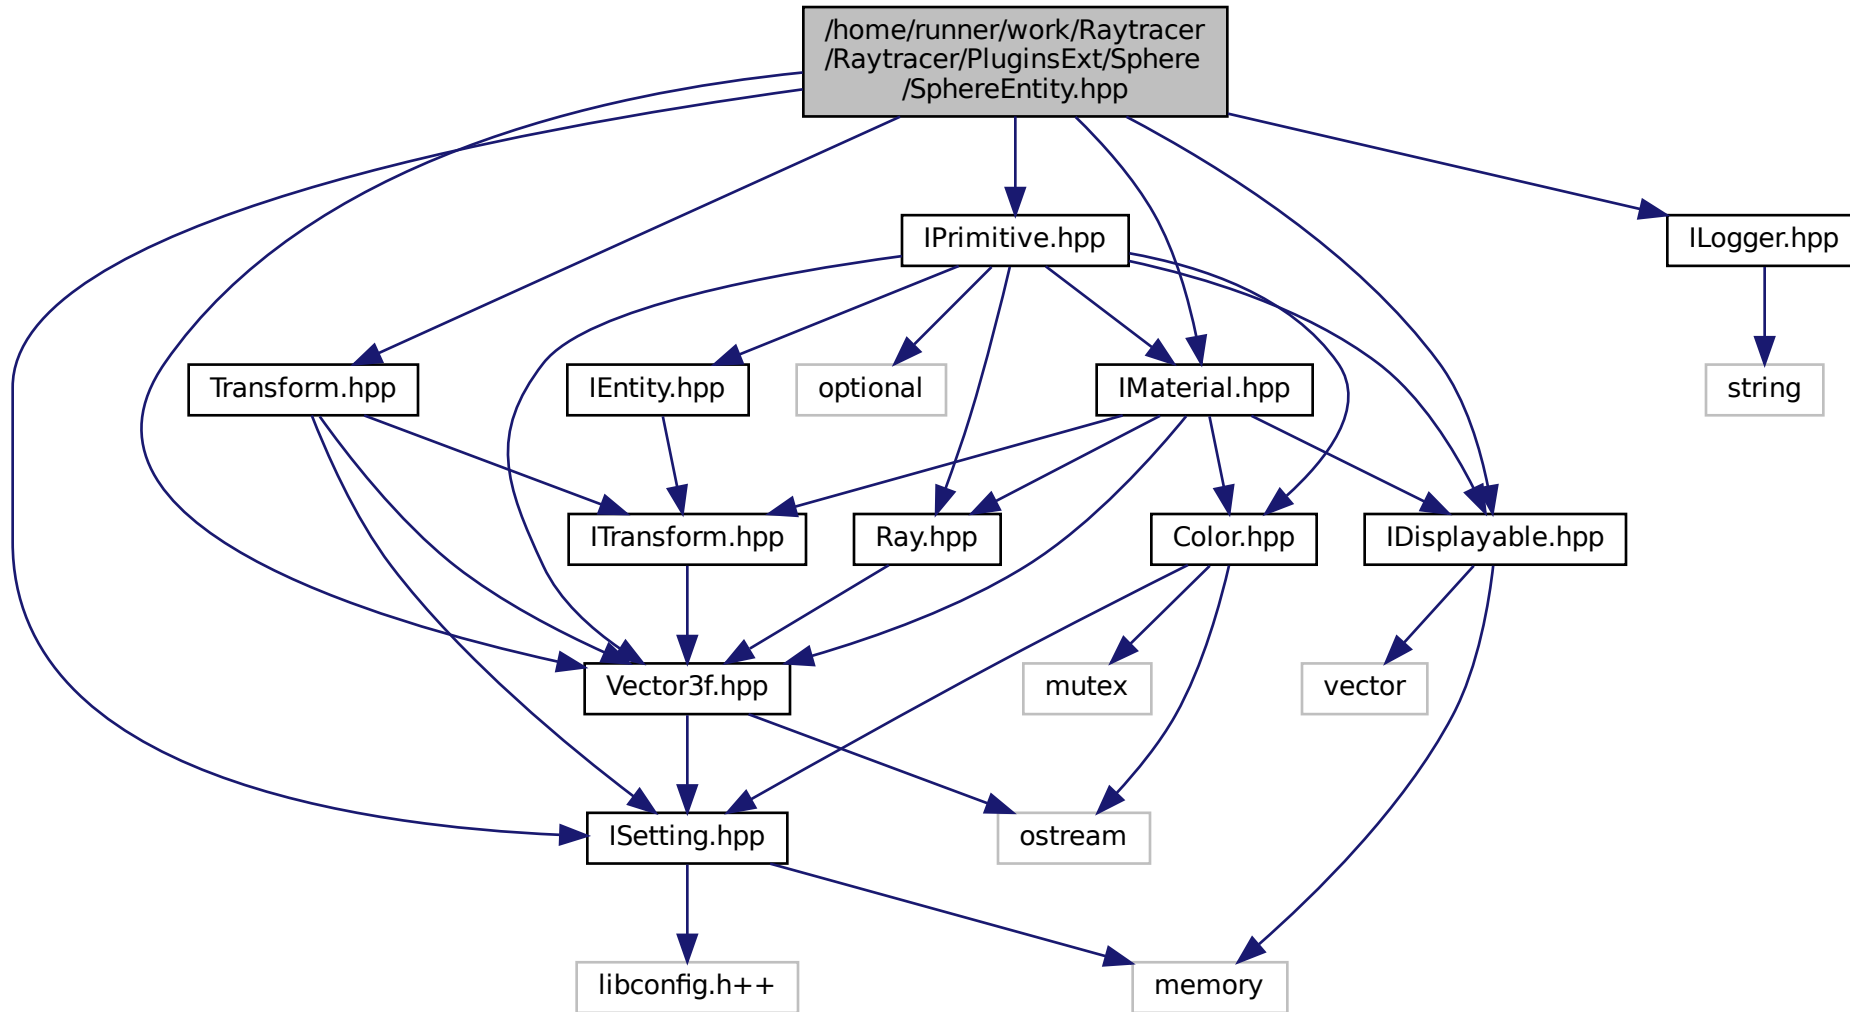 /home/runner/work/Raytracer
/Raytracer/PluginsExt/Sphere
/SphereEntity.hpp
IPrimitive.hpp
ILogger.hpp
Transform.hpp
IEntity.hpp
optional
IMaterial.hpp
string
ITransform.hpp
Ray.hpp
Color.hpp
IDisplayable.hpp
Vector3f.hpp
mutex
vector
ISetting.hpp
ostream
libconfig.h++
memory